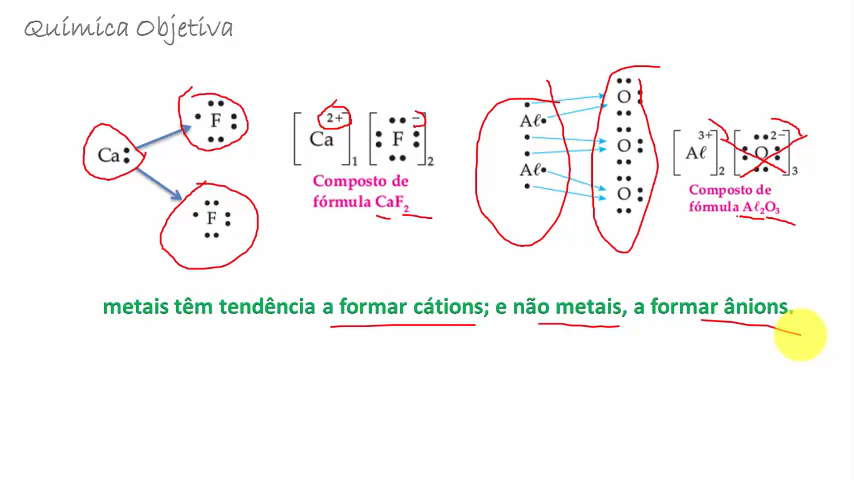 Química Objetiva
Ca
F
F
[Ca]2+ 1 [F]− 2
Composto de
fórmula CaF₂
Aℓ
Aℓ
O
O
O
[Aℓ]3+ 2 [O]2− 3
Composto de
fórmula Aℓ₂O₃
metais têm tendência a formar cátions; e não metais, a formar ânions.